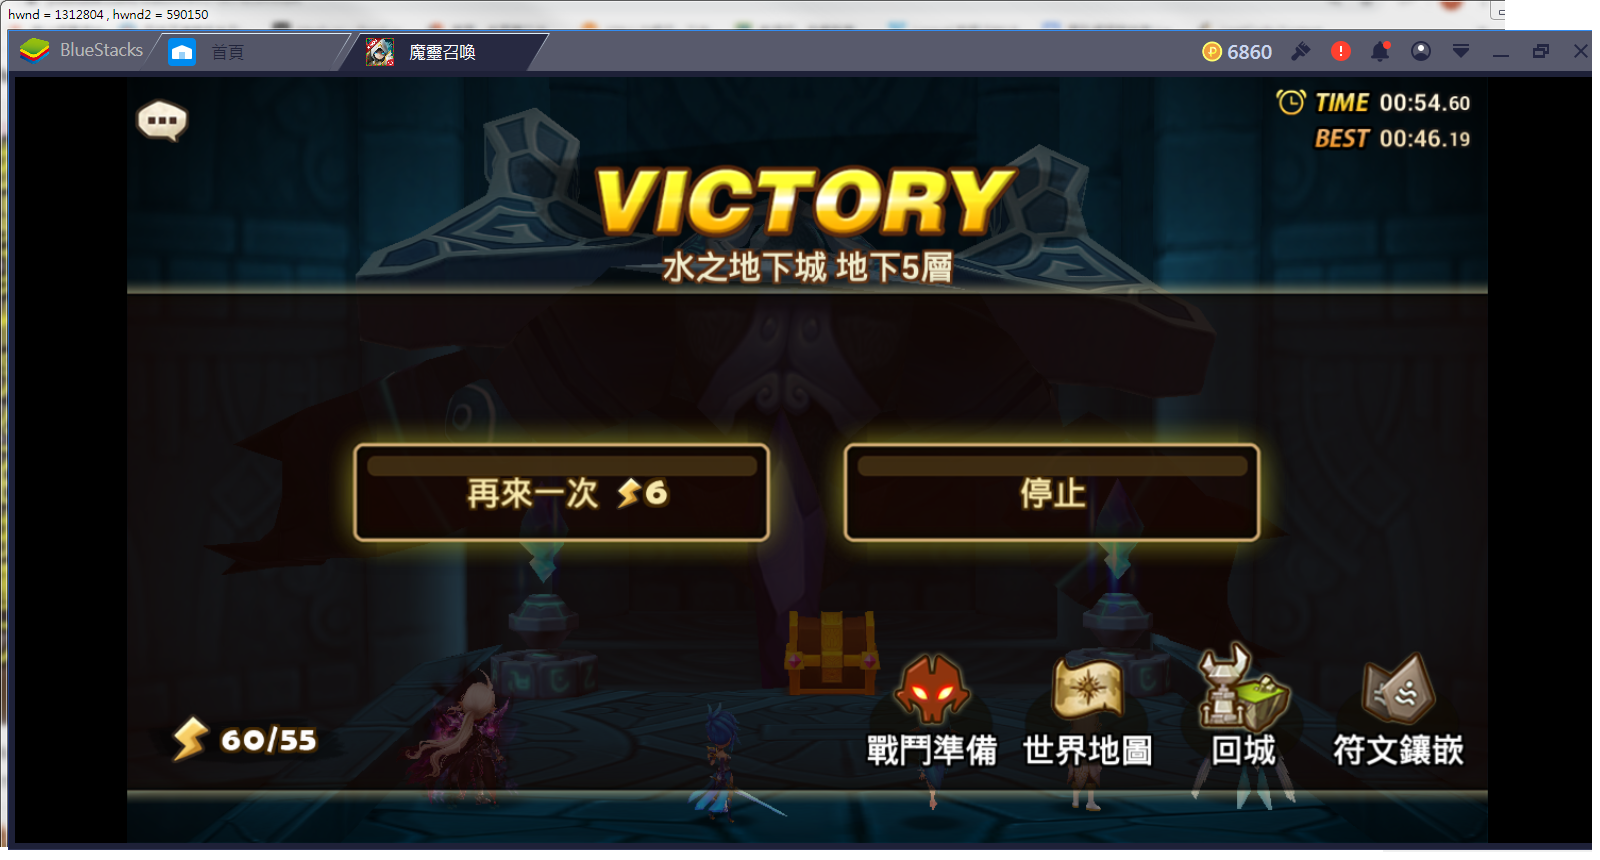 hwnd = 1312804 , hwnd2 = 590150
BlueStacks
首頁
魔靈召喚
6860
TIME 00:54.60
BEST 00:46.19
VICTORY
水之地下城 地下5層
再來一次 6
停止
60/55
戰鬥準備
世界地圖
回城
符文鑲嵌